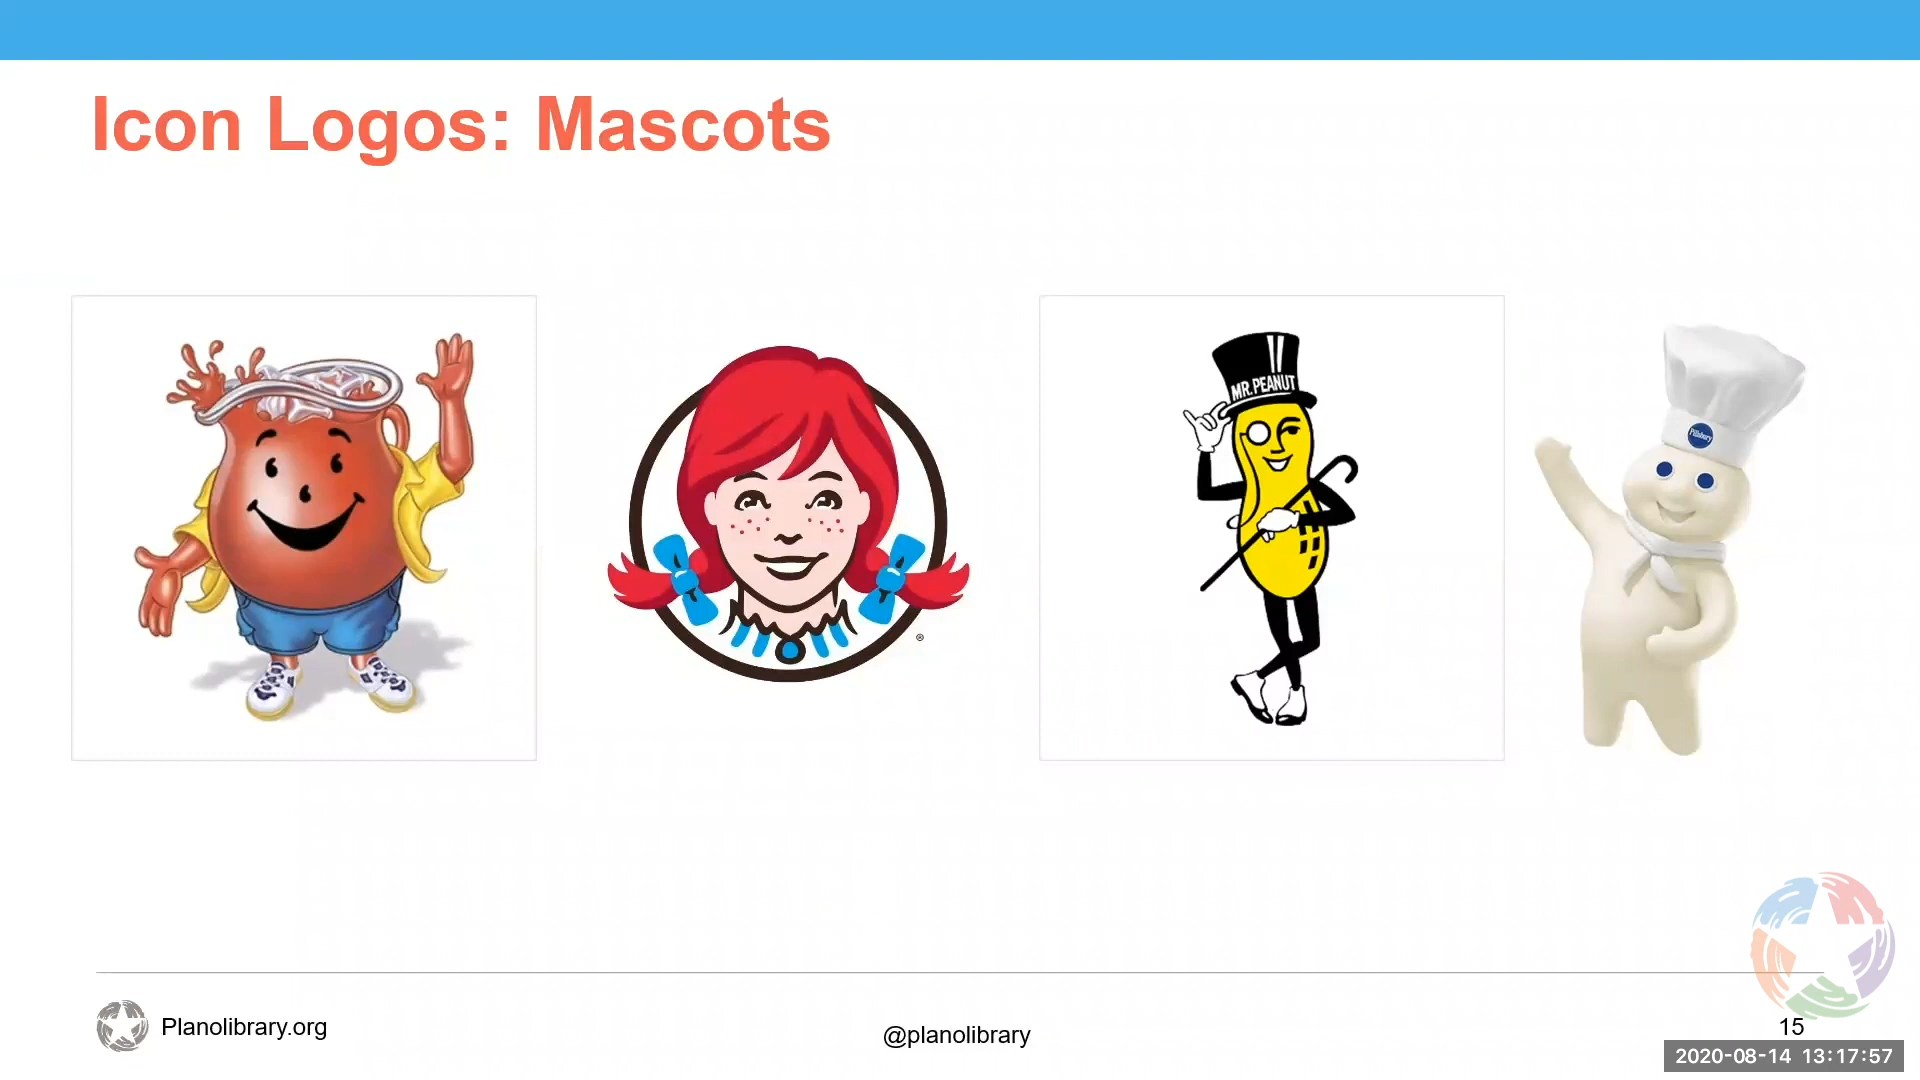 Icon Logos: Mascots
MR. PEANUT
Pillsbury
®
Planolibrary.org
@planolibrary
15
2020-08-14 13:17:57